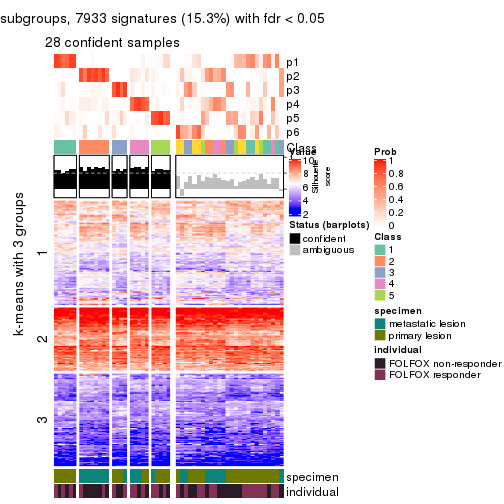 subgroups, 7933 signatures (15.3%) with fdr < 0.05
28 confident samples
p1
p2
p3
p4
p5
p6
Class
1
2
3
k-means with 3 groups
Silhouette
score
specimen
individual
Value
10
8
6
4
2
Status (barplots)
confident
ambiguous
Prob
1
0.8
0.6
0.4
0.2
0
Class
1
2
3
4
5
specimen
metastatic lesion
primary lesion
individual
FOLFOX non-responder
FOLFOX responder